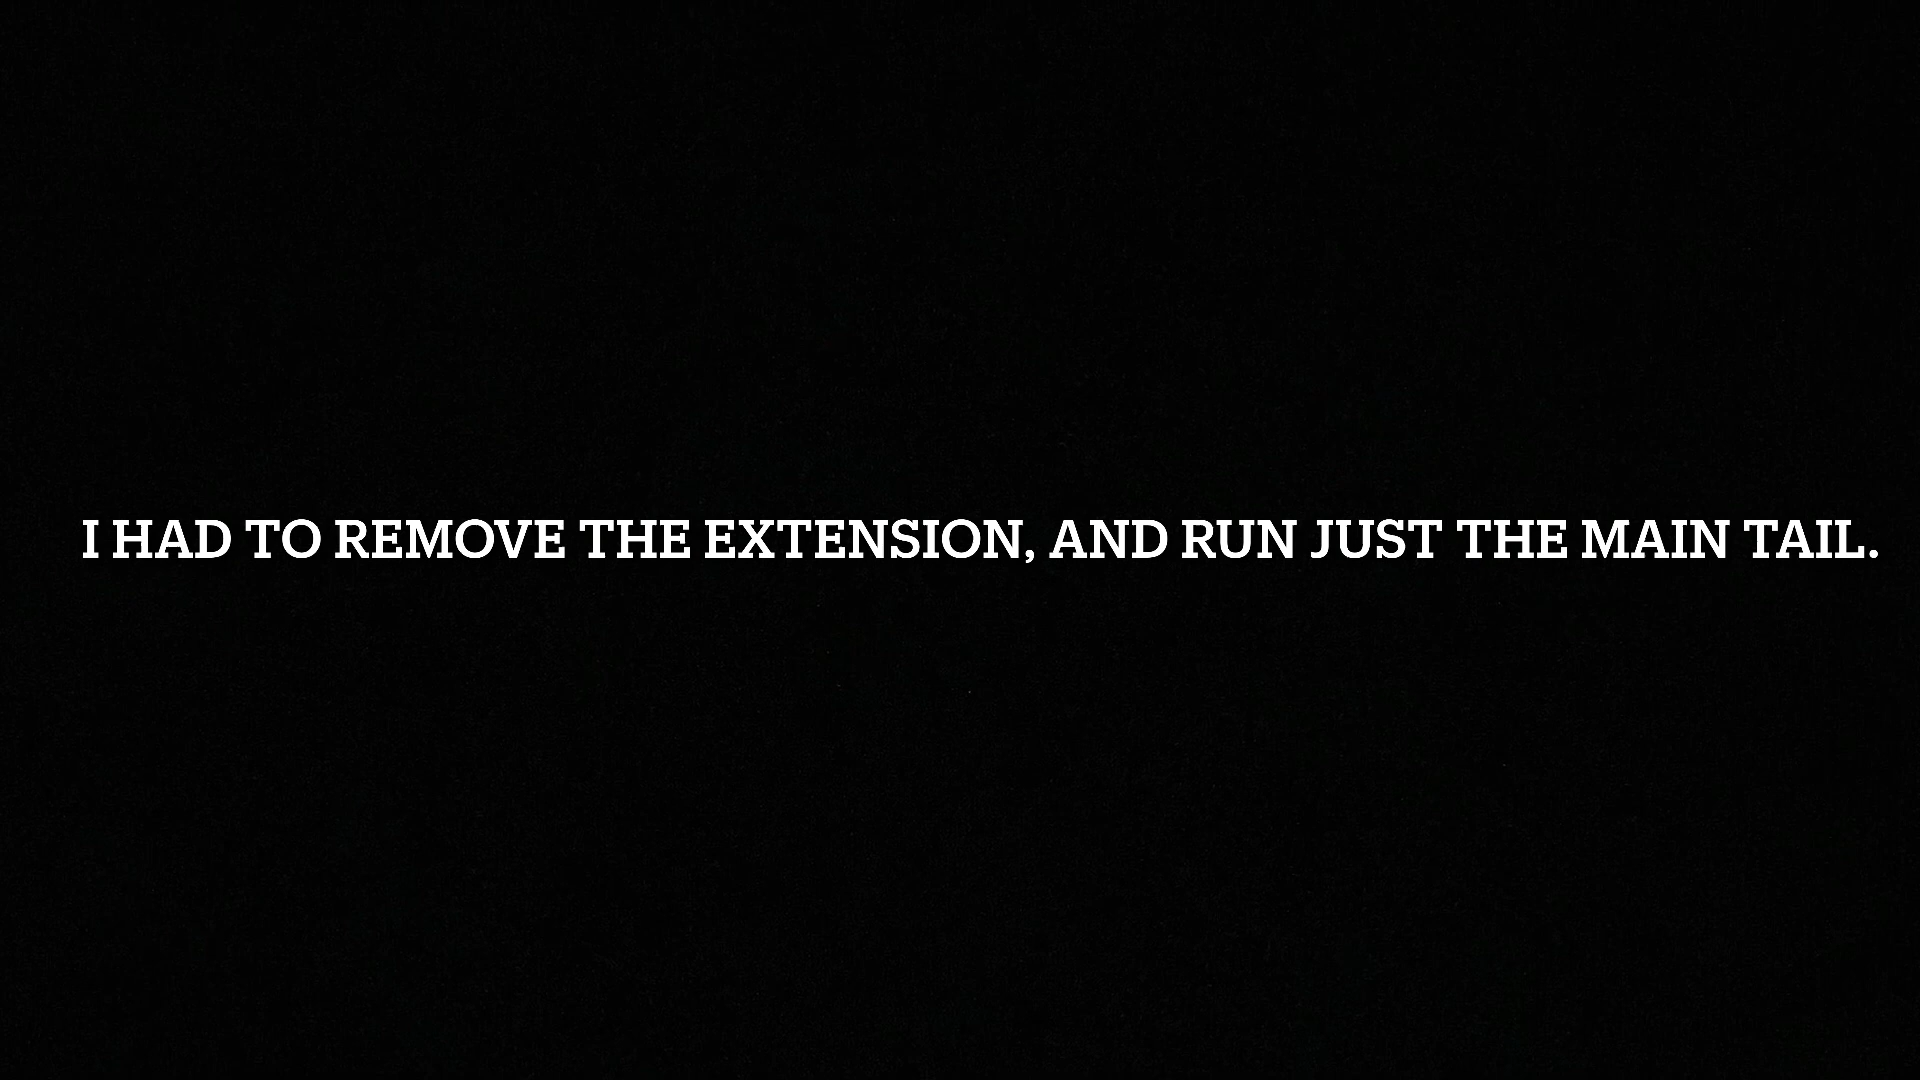 I HAD TO REMOVE THE EXTENSION, AND RUN JUST THE MAIN TAIL.